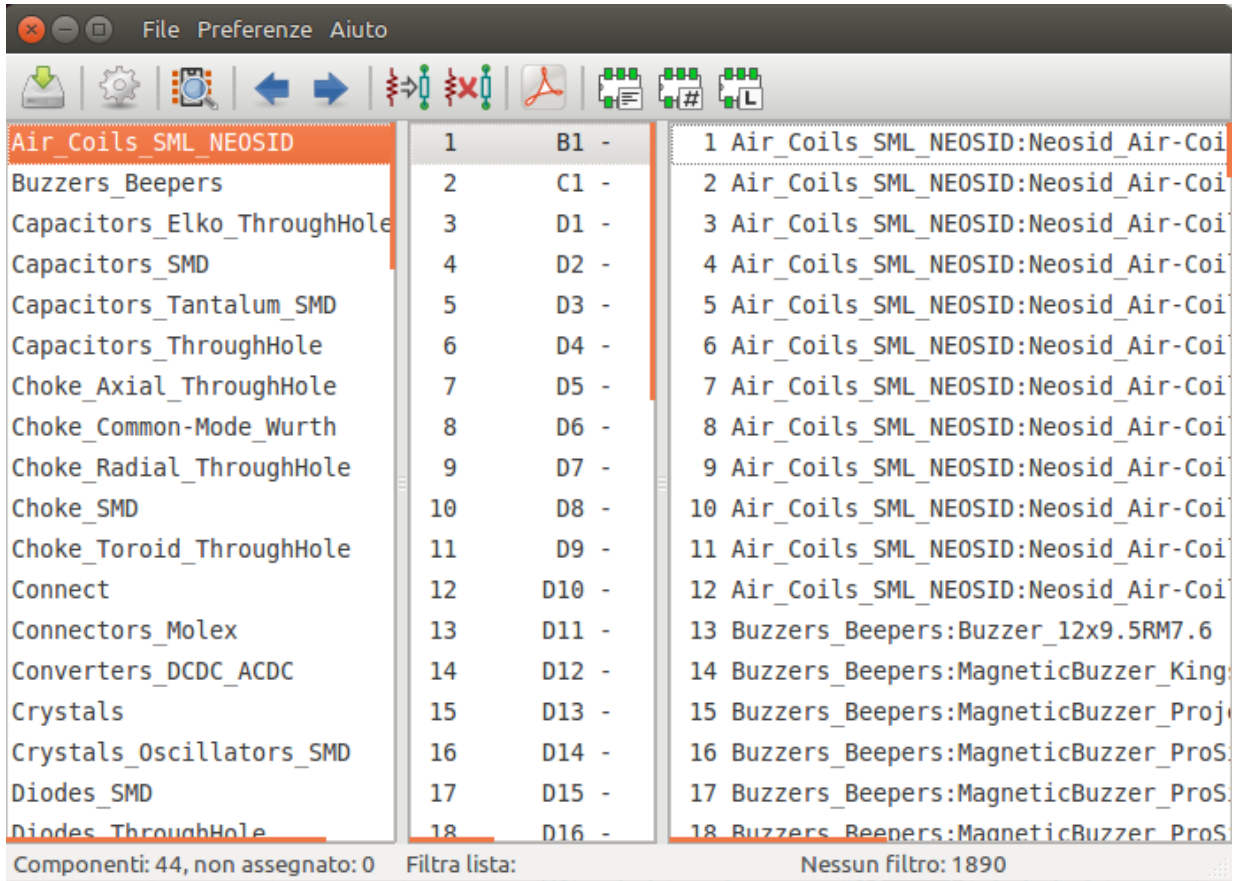 File Preferenze Aiuto
# L
Air_Coils_SML_NEOSID
Buzzers_Beepers
Capacitors_Elko_ThroughHole
Capacitors_SMD
Capacitors_Tantalum_SMD
Capacitors_ThroughHole
Choke_Axial_ThroughHole
Choke_Common-Mode_Wurth
Choke_Radial_ThroughHole
Choke_SMD
Choke_Toroid_ThroughHole
Connect
Connectors_Molex
Converters_DCDC_ACDC
Crystals
Crystals_Oscillators_SMD
Diodes_SMD
Diodes_ThroughHole
1 B1 -
2 C1 -
3 D1 -
4 D2 -
5 D3 -
6 D4 -
7 D5 -
8 D6 -
9 D7 -
10 D8 -
11 D9 -
12 D10 -
13 D11 -
14 D12 -
15 D13 -
16 D14 -
17 D15 -
18 D16 -
1 Air_Coils_SML_NEOSID:Neosid_Air-Coi
2 Air_Coils_SML_NEOSID:Neosid_Air-Coi
3 Air_Coils_SML_NEOSID:Neosid_Air-Coi
4 Air_Coils_SML_NEOSID:Neosid_Air-Coi
5 Air_Coils_SML_NEOSID:Neosid_Air-Coi
6 Air_Coils_SML_NEOSID:Neosid_Air-Coi
7 Air_Coils_SML_NEOSID:Neosid_Air-Coi
8 Air_Coils_SML_NEOSID:Neosid_Air-Coi
9 Air_Coils_SML_NEOSID:Neosid_Air-Coi
10 Air_Coils_SML_NEOSID:Neosid_Air-Coi
11 Air_Coils_SML_NEOSID:Neosid_Air-Coi
12 Air_Coils_SML_NEOSID:Neosid_Air-Coi
13 Buzzers_Beepers:Buzzer_12x9.5RM7.6
14 Buzzers_Beepers:MagneticBuzzer_King
15 Buzzers_Beepers:MagneticBuzzer_Proj
16 Buzzers_Beepers:MagneticBuzzer_ProS
17 Buzzers_Beepers:MagneticBuzzer_ProS
18 Buzzers_Beepers:MagneticBuzzer_ProS
Componenti: 44, non assegnato: 0 Filtra lista: Nessun filtro: 1890